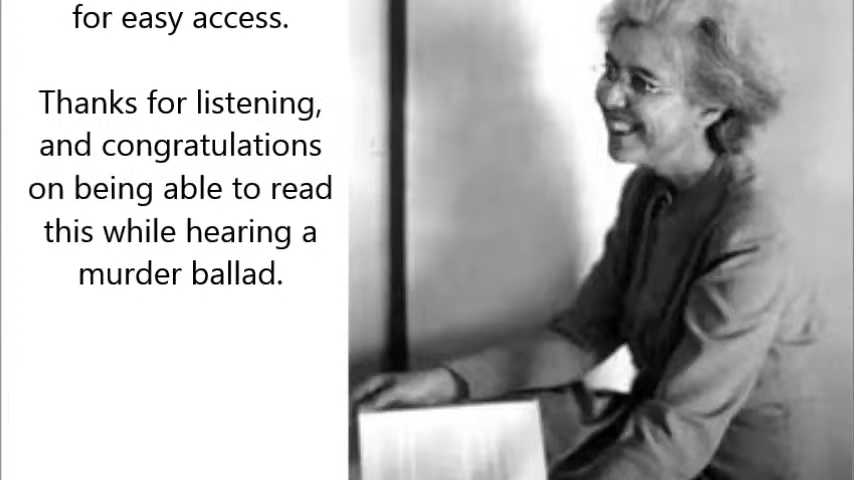 for easy access.
Thanks for listening,
and congratulations
on being able to read
this while hearing a
murder ballad.